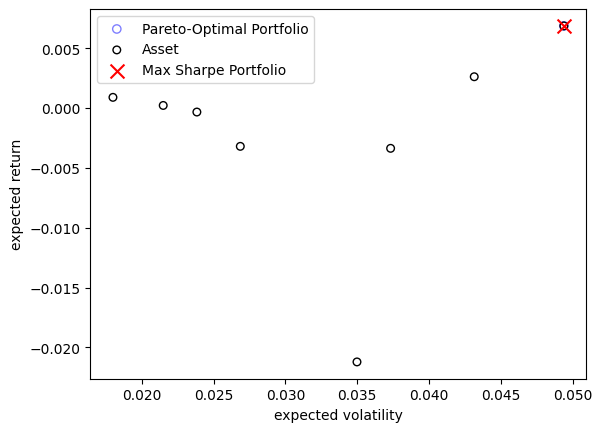 Pareto-Optimal Portfolio
Asset
Max Sharpe Portfolio
0.005
0.000
−0.005
−0.010
−0.015
−0.020
expected return
0.020 0.025 0.030 0.035 0.040 0.045 0.050
expected volatility